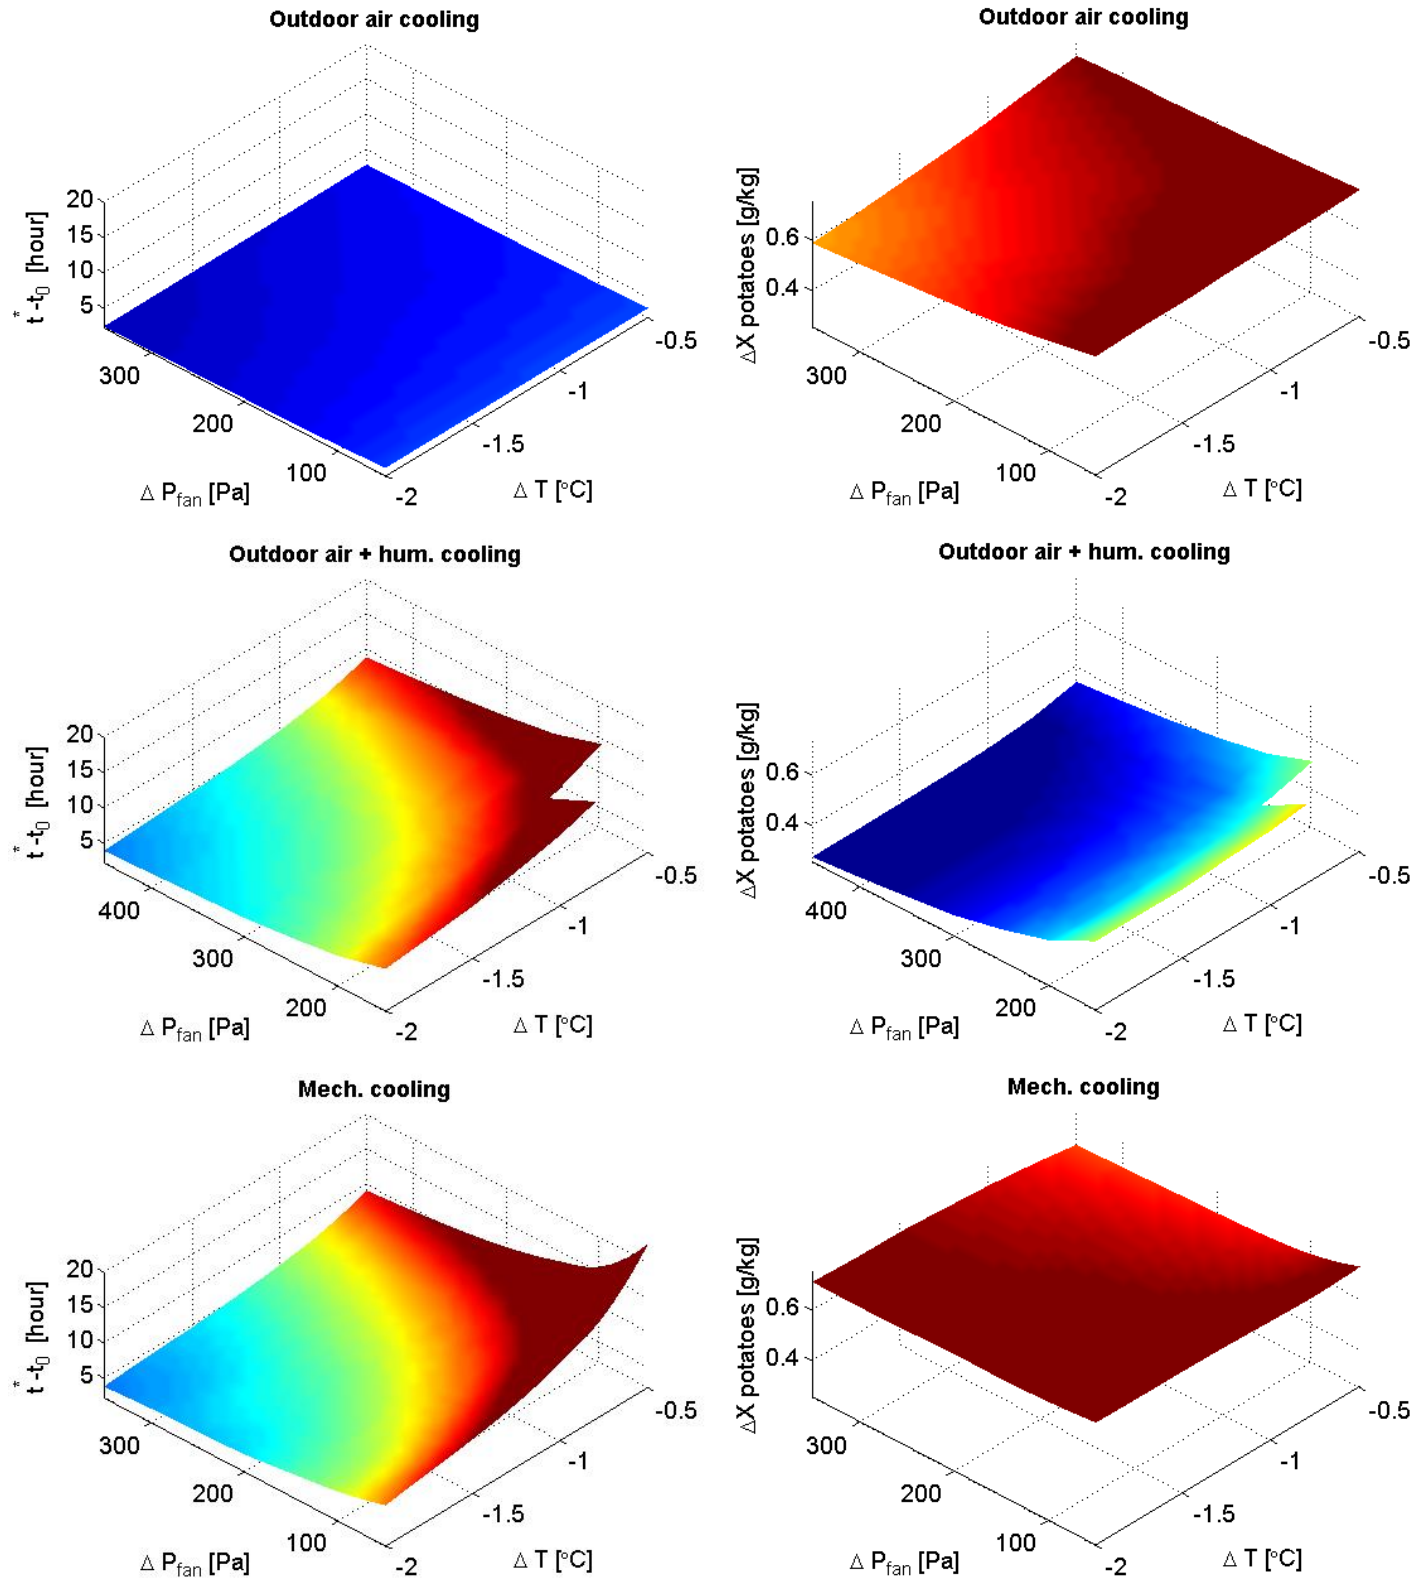 Outdoor air cooling
20
15
10
5
t* -t0 [hour]
300
200
100
Δ Pfan [Pa]
-0.5
-1
-1.5
-2
Δ T [°C]
Outdoor air cooling
0.6
0.4
ΔX potatoes [g/kg]
300
200
100
Δ Pfan [Pa]
-0.5
-1
-1.5
-2
Δ T [°C]
Outdoor air + hum. cooling
20
15
10
5
t* -t0 [hour]
400
300
200
Δ Pfan [Pa]
-0.5
-1
-1.5
-2
Δ T [°C]
Outdoor air + hum. cooling
0.6
0.4
ΔX potatoes [g/kg]
400
300
200
Δ Pfan [Pa]
-0.5
-1
-1.5
-2
Δ T [°C]
Mech. cooling
20
15
10
5
t* -t0 [hour]
300
200
100
Δ Pfan [Pa]
-0.5
-1
-1.5
-2
Δ T [°C]
Mech. cooling
0.6
0.4
ΔX potatoes [g/kg]
300
200
100
Δ Pfan [Pa]
-0.5
-1
-1.5
-2
Δ T [°C]